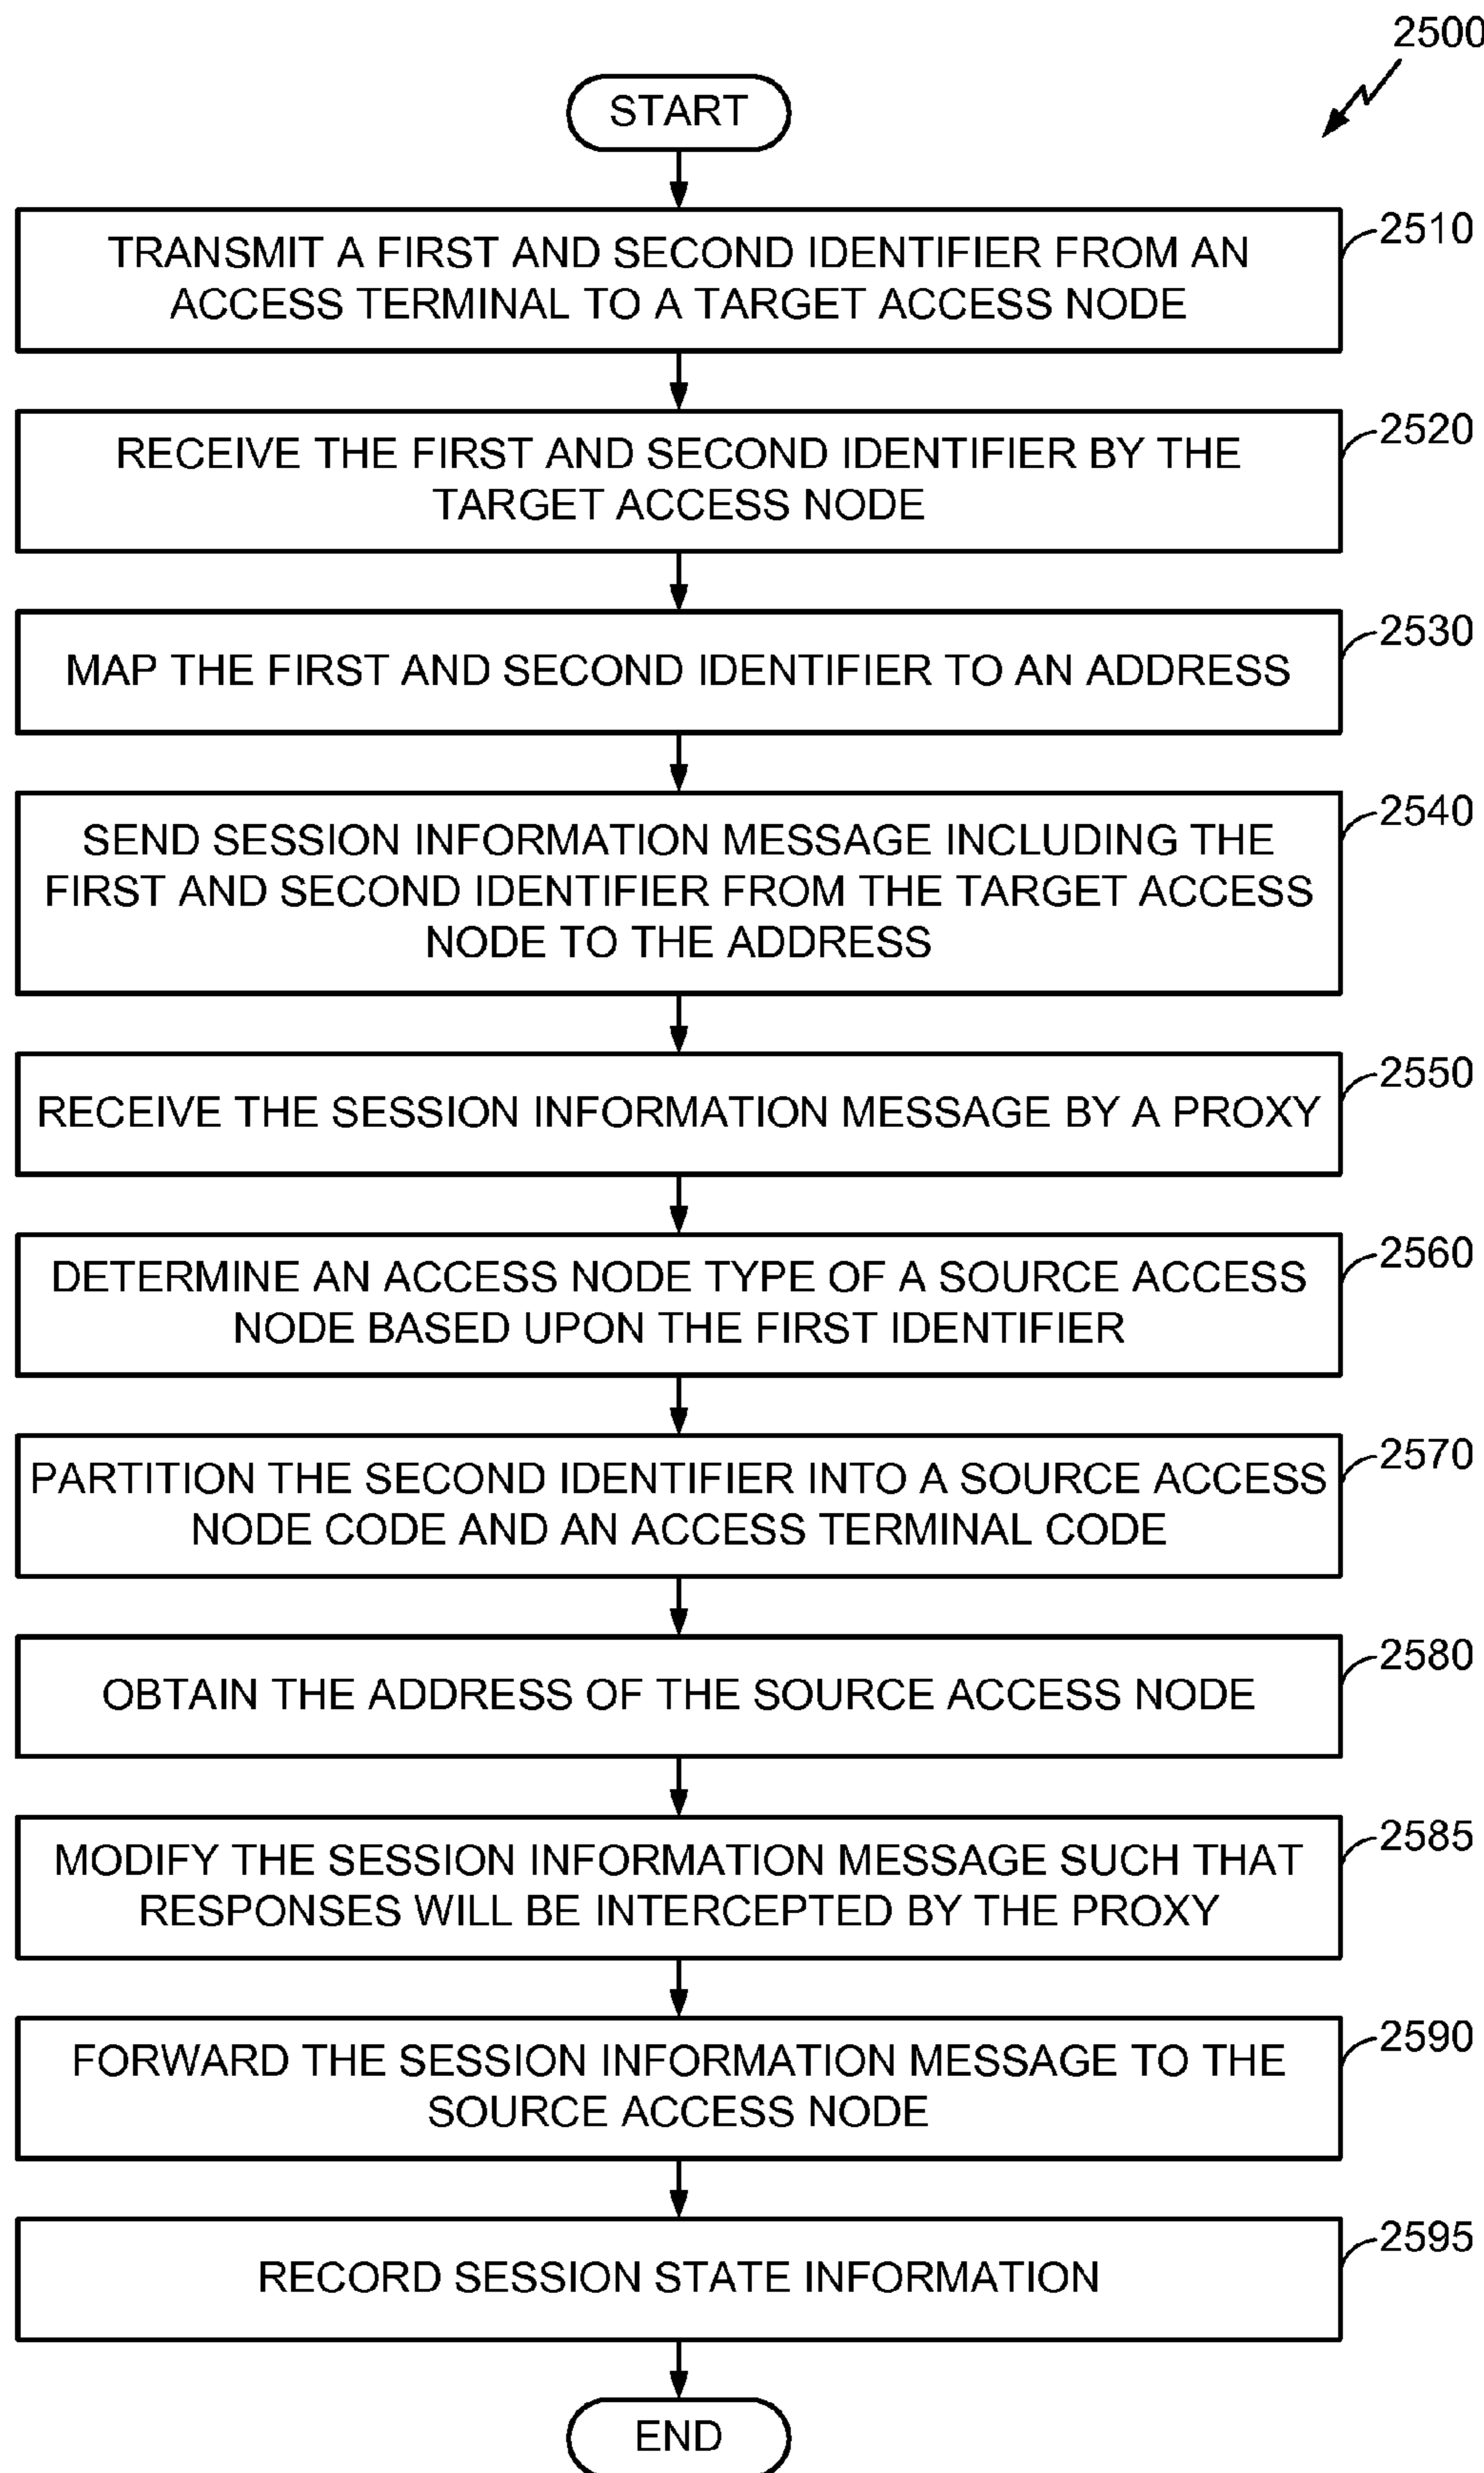 2500
START
2510
TRANSMIT A FIRST AND SECOND IDENTIFIER FROM AN
ACCESS TERMINAL TO A TARGET ACCESS NODE
2520
RECEIVE THE FIRST AND SECOND IDENTIFIER BY THE
TARGET ACCESS NODE
2530
MAP THE FIRST AND SECOND IDENTIFIER TO AN ADDRESS
2540
SEND SESSION INFORMATION MESSAGE INCLUDING THE
FIRST AND SECOND IDENTIFIER FROM THE TARGET ACCESS
NODE TO THE ADDRESS
2550
RECEIVE THE SESSION INFORMATION MESSAGE BY A PROXY
2560
DETERMINE AN ACCESS NODE TYPE OF A SOURCE ACCESS
NODE BASED UPON THE FIRST IDENTIFIER
2570
PARTITION THE SECOND IDENTIFIER INTO A SOURCE ACCESS
NODE CODE AND AN ACCESS TERMINAL CODE
2580
OBTAIN THE ADDRESS OF THE SOURCE ACCESS NODE
2585
MODIFY THE SESSION INFORMATION MESSAGE SUCH THAT
RESPONSES WILL BE INTERCEPTED BY THE PROXY
2590
FORWARD THE SESSION INFORMATION MESSAGE TO THE
SOURCE ACCESS NODE
2595
RECORD SESSION STATE INFORMATION
END